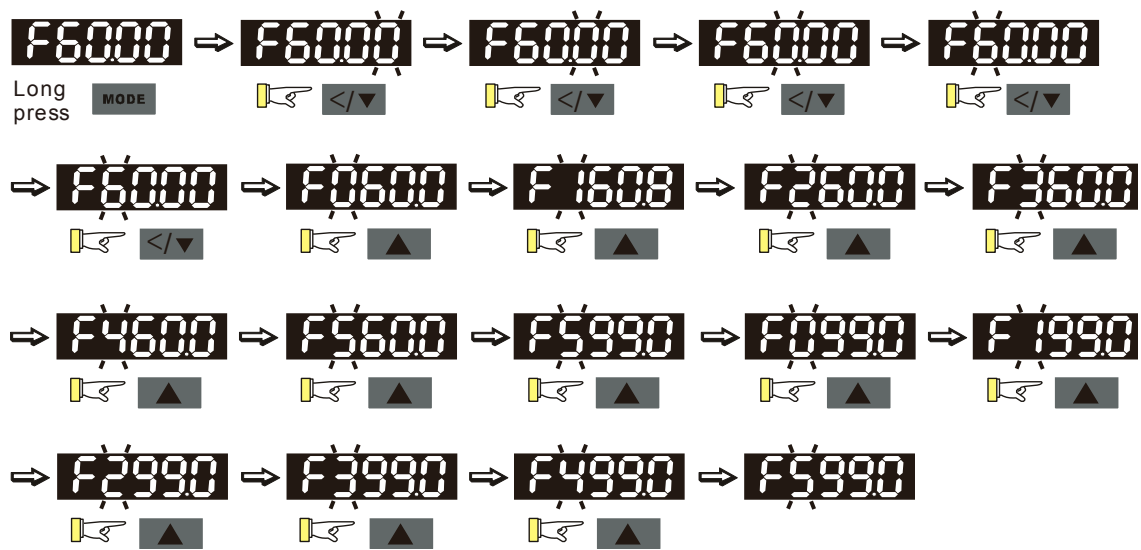 F60.00 F60.00 F60.00 F60.00 F60.00
Long
press MODE </▼ </▼ </▼ </▼
F60.00 F060.0 F160.8 F260.0 F360.0
</▼ ▲ ▲ ▲ ▲
F460.0 F560.0 F599.0 F099.0 F199.0
▲ ▲ ▲ ▲ ▲
F299.0 F399.0 F499.0 F599.0
▲ ▲ ▲